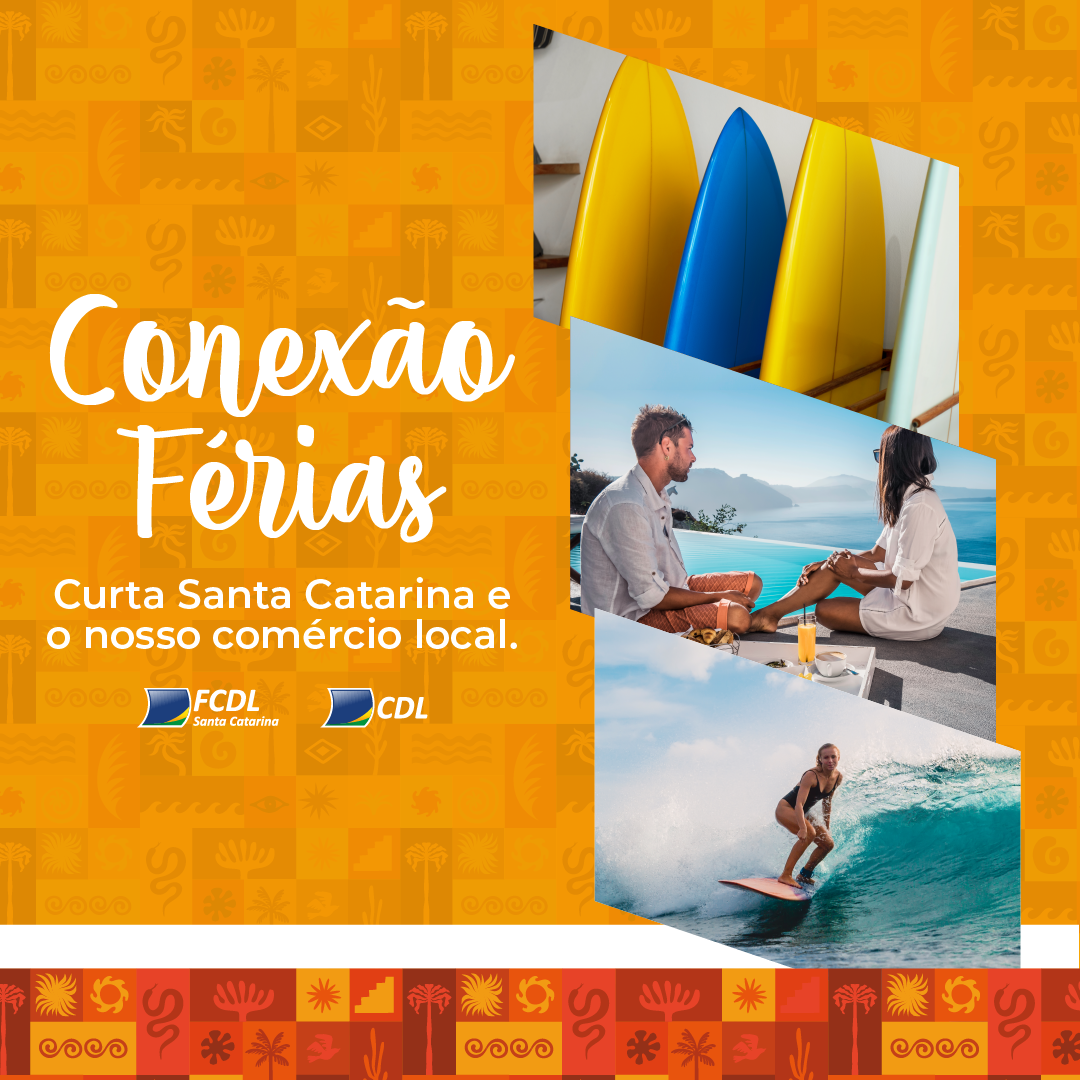 Conexão
Férias
Curta Santa Catarina e
o nosso comércio local.
FCDL
Santa Catarina
CDL